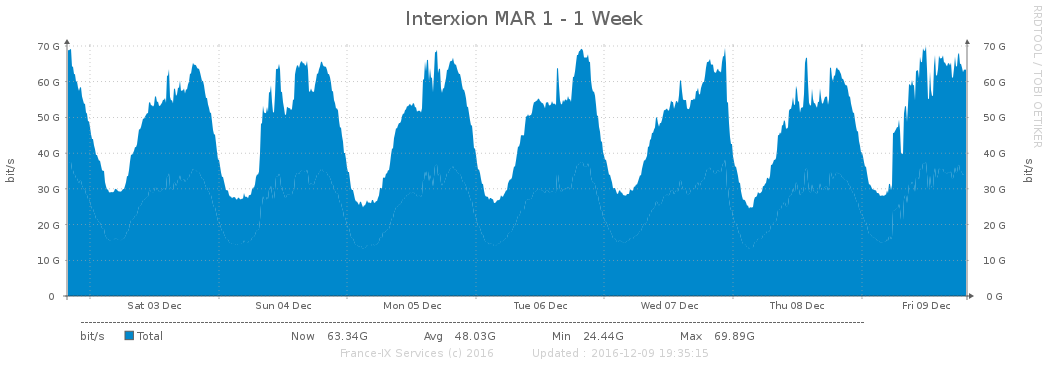 Interxion MAR 1 - 1 Week
RRDTOOL / TOBI OETIKER
70 G 70 G
60 G 60 G
50 G 50 G
40 G 40 G
30 G 30 G
20 G 20 G
10 G 10 G
0 0 G
bit/s bit/s
Sat 03 Dec Sun 04 Dec Mon 05 Dec Tue 06 Dec Wed 07 Dec Thu 08 Dec Fri 09 Dec
bit/s Total Now 63.34G Avg 48.03G Min 24.44G Max 69.89G
France-IX Services (c) 2016 Updated : 2016-12-09 19:35:15